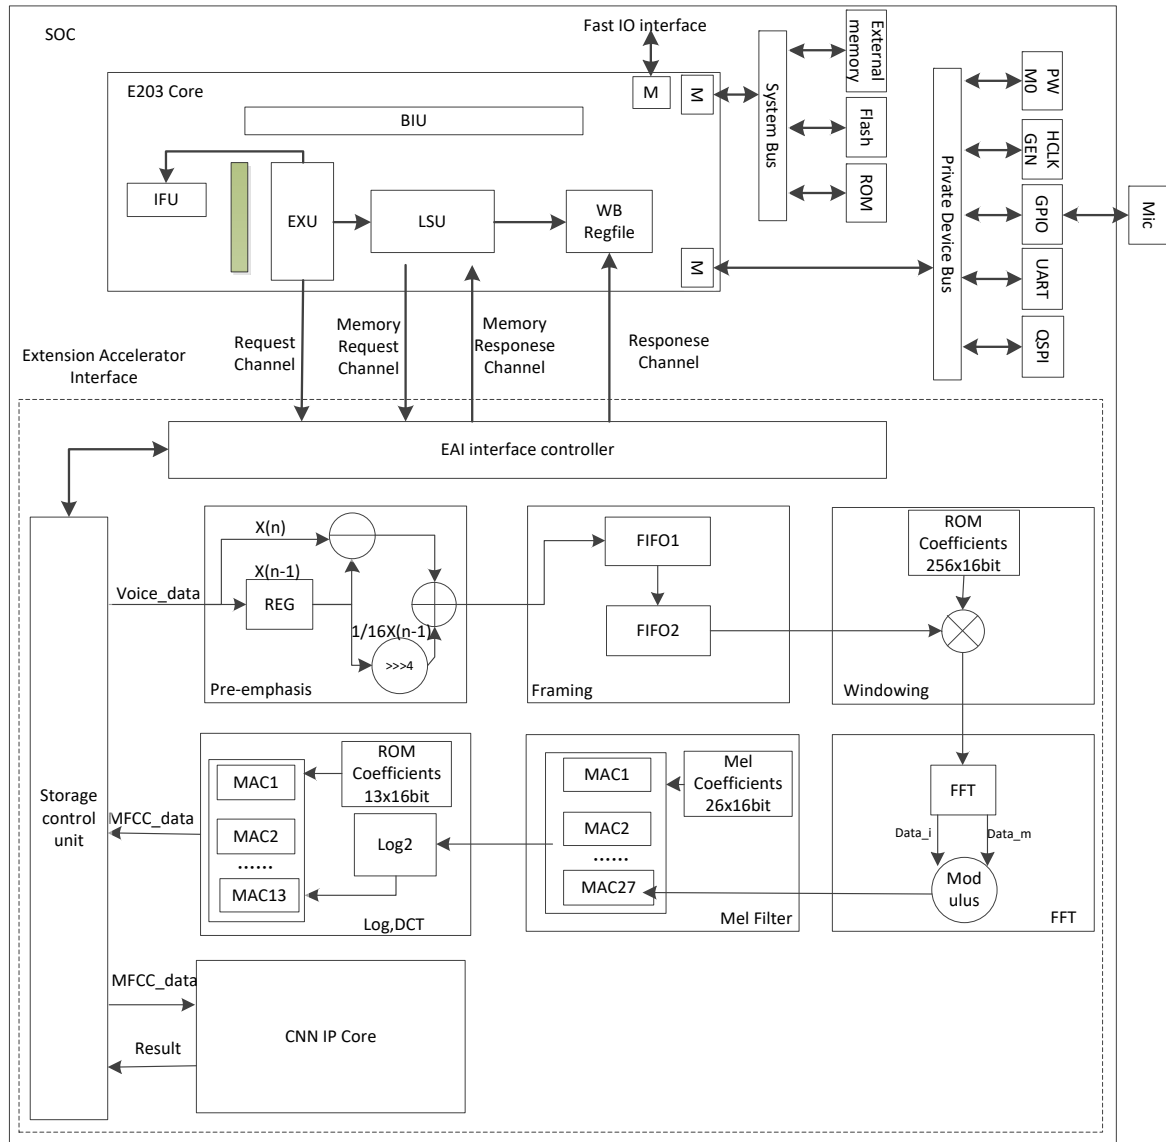 SOC
Fast IO interface
E203 Core
BIU
M
M
IFU
EXU
LSU
WB
Regfile
M
System Bus
External
memory
Flash
ROM
Private Device Bus
PW
M0
HCLK
GEN
GPIO
UART
QSPI
Mic
Extension Accelerator
Interface
Request
Channel
Memory
Request
Channel
Memory
Responese
Channel
Responese
Channel
EAI interface controller
Storage
control
unit
Voice_data
X(n)
X(n-1)
REG
1/16X(n-1)
>>>4
Pre-emphasis
FIFO1
FIFO2
Framing
ROM
Coefficients
256x16bit
Windowing
MFCC_data
MAC1
MAC2
......
MAC13
ROM
Coefficients
13x16bit
Log2
Log,DCT
MAC1
MAC2
......
MAC27
Mel
Coefficients
26x16bit
Mel Filter
FFT
Data_i
Data_m
Mod
ulus
FFT
MFCC_data
Result
CNN IP Core